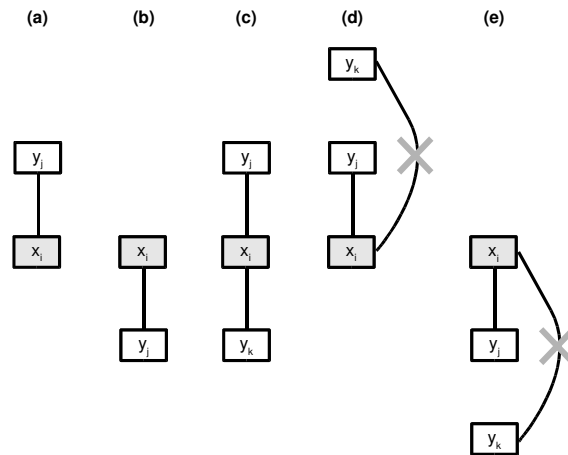 (a) (b) (c) (d) (e)
y_k
y_j y_j y_j
x_i x_i x_i x_i x_i
y_j y_k y_j
y_k